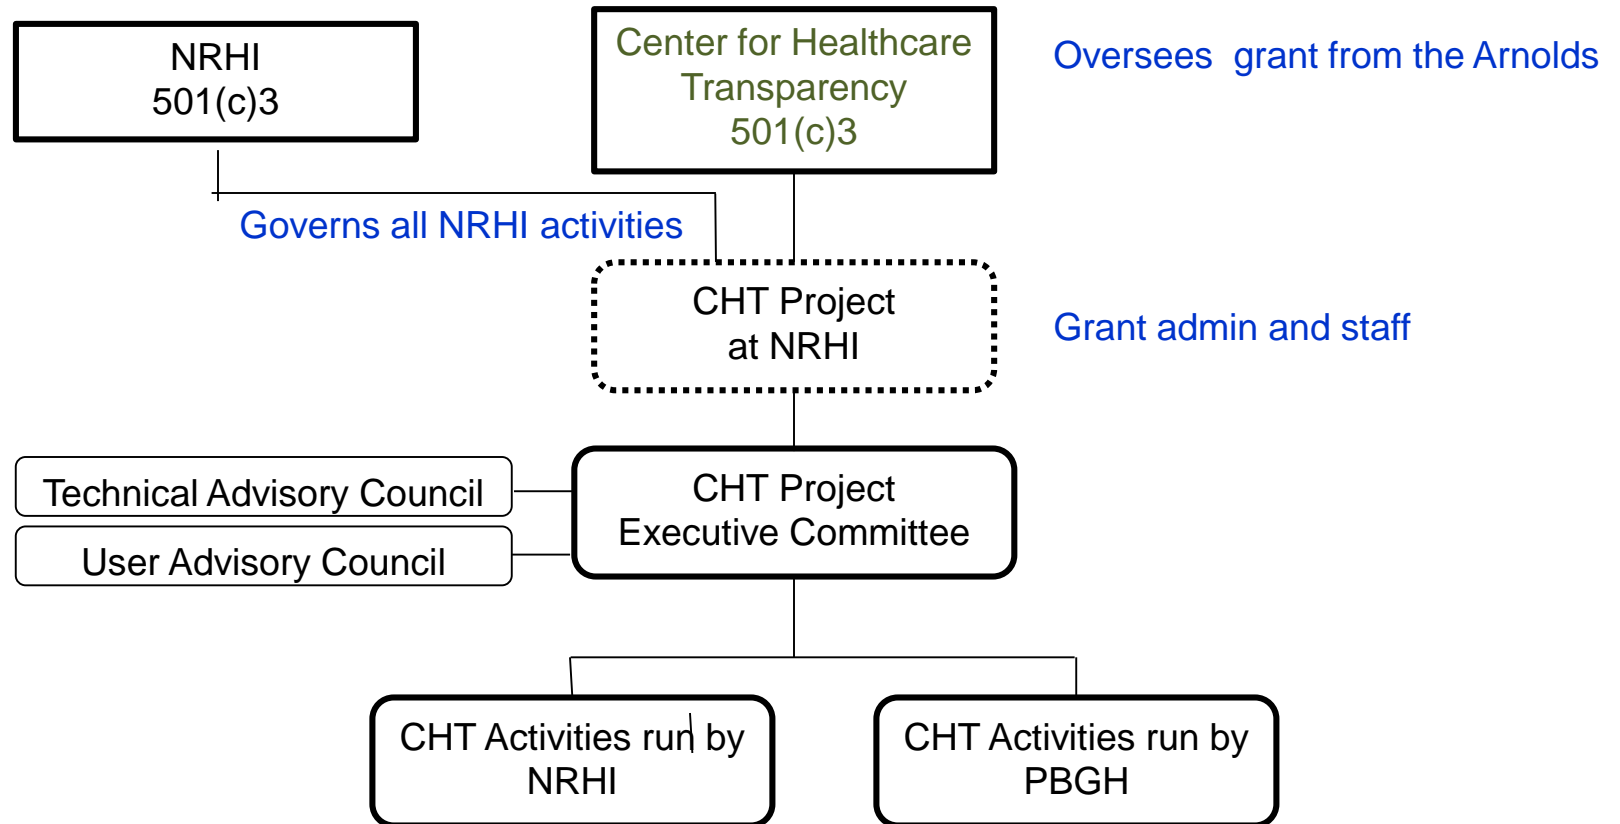 NRHI
501(c)3
Center for Healthcare
Transparency
501(c)3
Oversees  grant from the Arnolds
Governs all NRHI activities
CHT Project
at NRHI
Grant admin and staff
Technical Advisory Council
User Advisory Council
CHT Project
Executive Committee
CHT Activities run by
NRHI
CHT Activities run by
PBGH